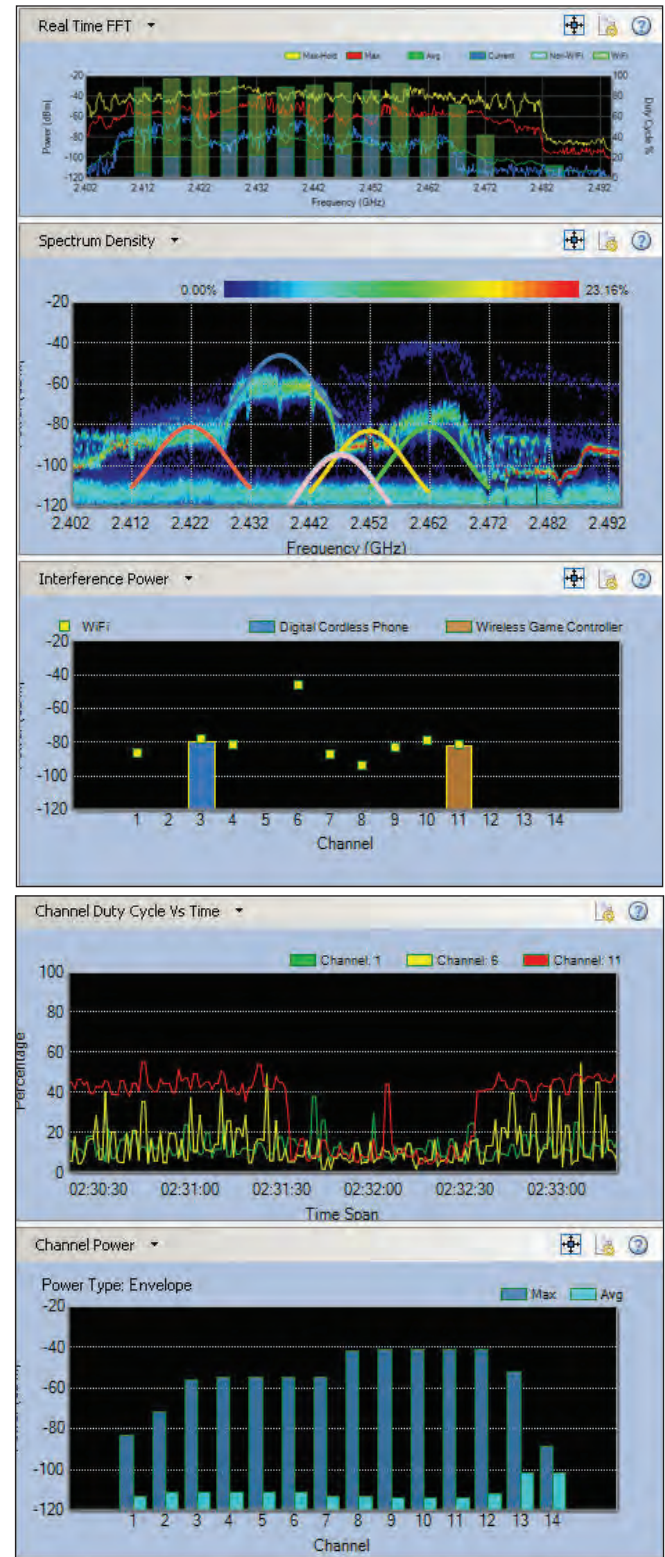 Real Time FFT
Max-Hold Max Avg Current Non-WiFi WiFi
-20 100
-40 80
-60 60
-80 40
-100 20
-120 0
Power [dBm]
Duty Cycle %
2.402 2.412 2.422 2.432 2.442 2.452 2.462 2.472 2.482 2.492
Frequency (GHz)
Spectrum Density
0.00% 23.16%
-20
-40
-60
-80
-100
-120
2.402 2.412 2.422 2.432 2.442 2.452 2.462 2.472 2.482 2.492
Frequency (GHz)
Interference Power
WiFi Digital Cordless Phone Wireless Game Controller
-20
-40
-60
-80
-100
-120
1 2 3 4 5 6 7 8 9 10 11 12 13 14
Channel
Channel Duty Cycle Vs Time
Channel: 1 Channel: 6 Channel: 11
100
80
60
40
20
0
Percentage
02:30:30 02:31:00 02:31:30 02:32:00 02:32:30 02:33:00
Time Span
Channel Power
Power Type: Envelope
Max Avg
-20
-40
-60
-80
-100
-120
1 2 3 4 5 6 7 8 9 10 11 12 13 14
Channel